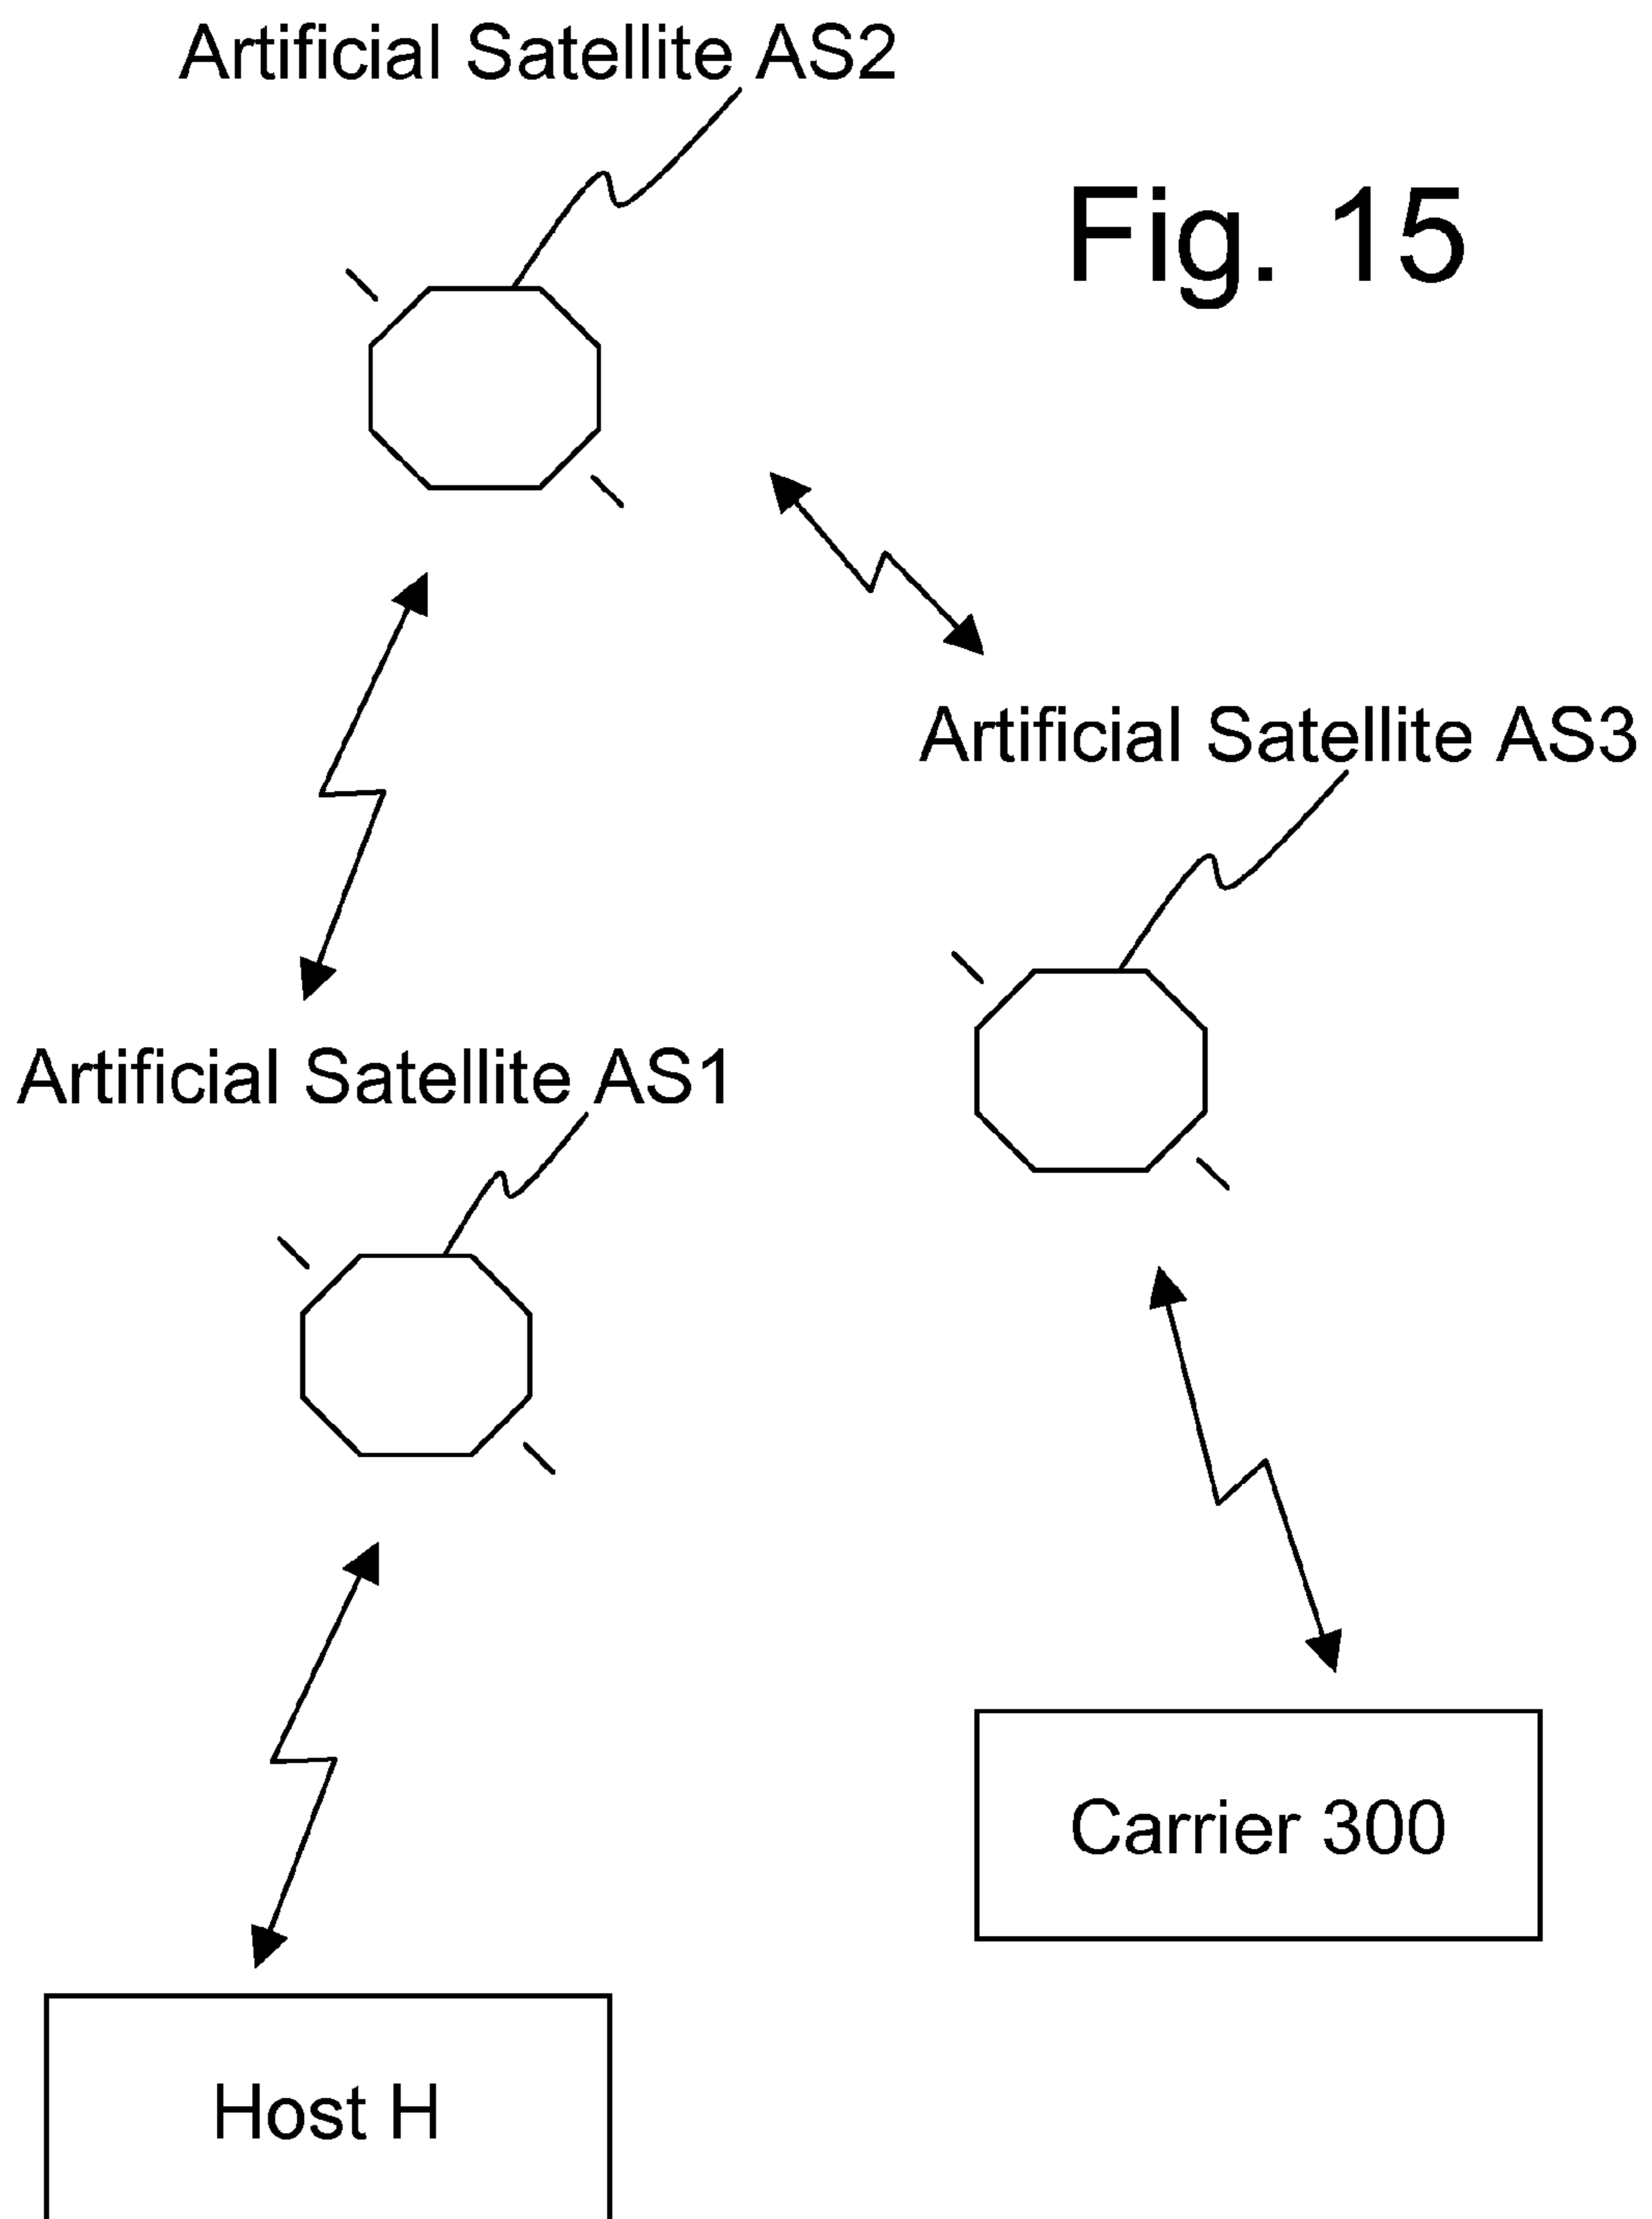 Artificial Satellite AS2
Fig. 15
Artificial Satellite AS3
Artificial Satellite AS1
Carrier 300
Host H